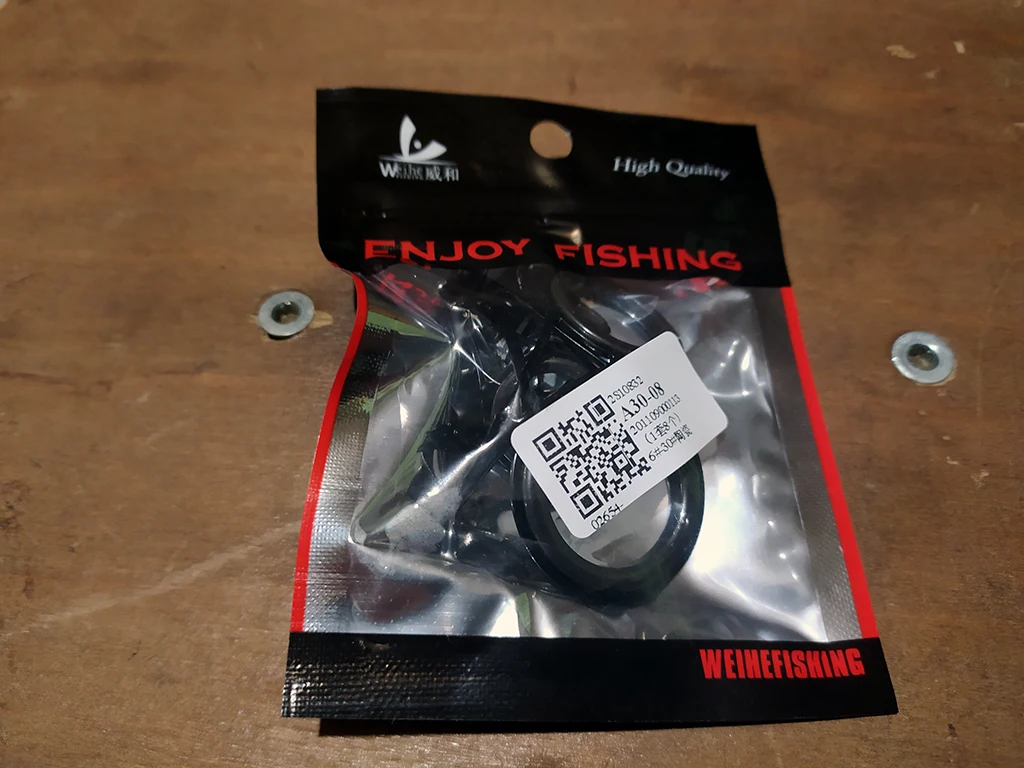 Weihe威和
High Quality
ENJOY FISHING
2S10832
A30-08
201109000113
(1套8个)
6#-30#陶瓷
02654
WEIHEFISHING